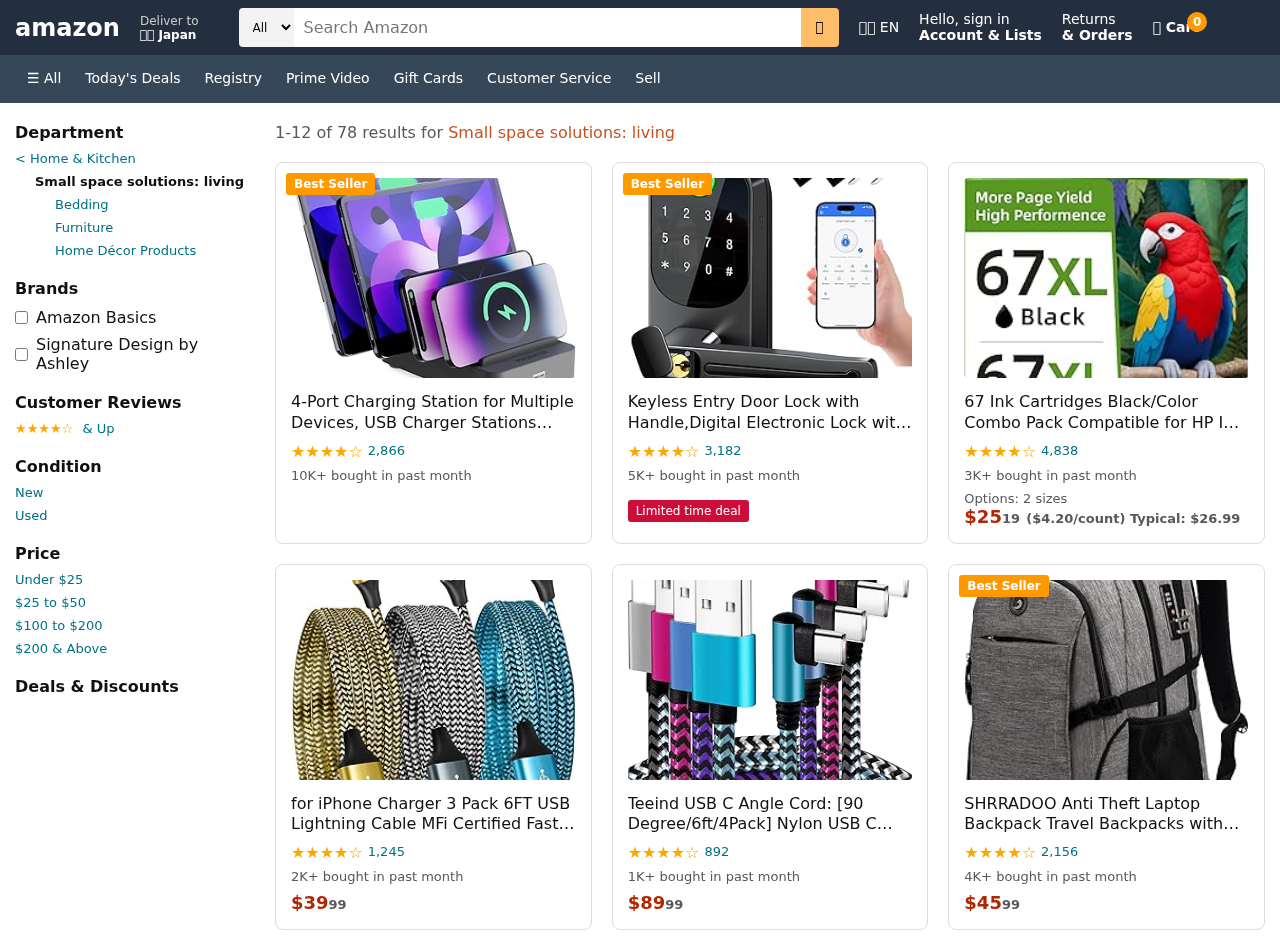 amazon
Deliver to
Japan
All
Search Amazon
EN
Hello, sign in
Account & Lists
Returns
& Orders
0
☰ All
Today's Deals
Registry
Prime Video
Gift Cards
Customer Service
Sell
Department
< Home & Kitchen
Small space solutions: living
Bedding
Furniture
Home Décor Products
Brands
Amazon Basics
Signature Design by
Ashley
Customer Reviews
★★★★☆ & Up
Condition
New
Used
Price
Under $25
$25 to $50
$100 to $200
$200 & Above
Deals & Discounts
1-12 of 78 results for Small space solutions: living
Best Seller
4-Port Charging Station for Multiple
Devices, USB Charger Stations…
★★★★☆ 2,866
10K+ bought in past month
Best Seller
1 2 3 4
5 6 7 8
* 9 0 #
Keyless Entry Door Lock with
Handle,Digital Electronic Lock wit…
★★★★☆ 3,182
5K+ bought in past month
Limited time deal
More Page Yield
High Performence
67XL
Black
67XL
67 Ink Cartridges Black/Color
Combo Pack Compatible for HP I…
★★★★☆ 4,838
3K+ bought in past month
Options: 2 sizes
$25 19 ($4.20/count) Typical: $26.99
for iPhone Charger 3 Pack 6FT USB
Lightning Cable MFi Certified Fast…
★★★★☆ 1,245
2K+ bought in past month
$39 99
Teeind USB C Angle Cord: [90
Degree/6ft/4Pack] Nylon USB C…
★★★★☆ 892
1K+ bought in past month
$89 99
Best Seller
SHRRADOO Anti Theft Laptop
Backpack Travel Backpacks with…
★★★★☆ 2,156
4K+ bought in past month
$45 99